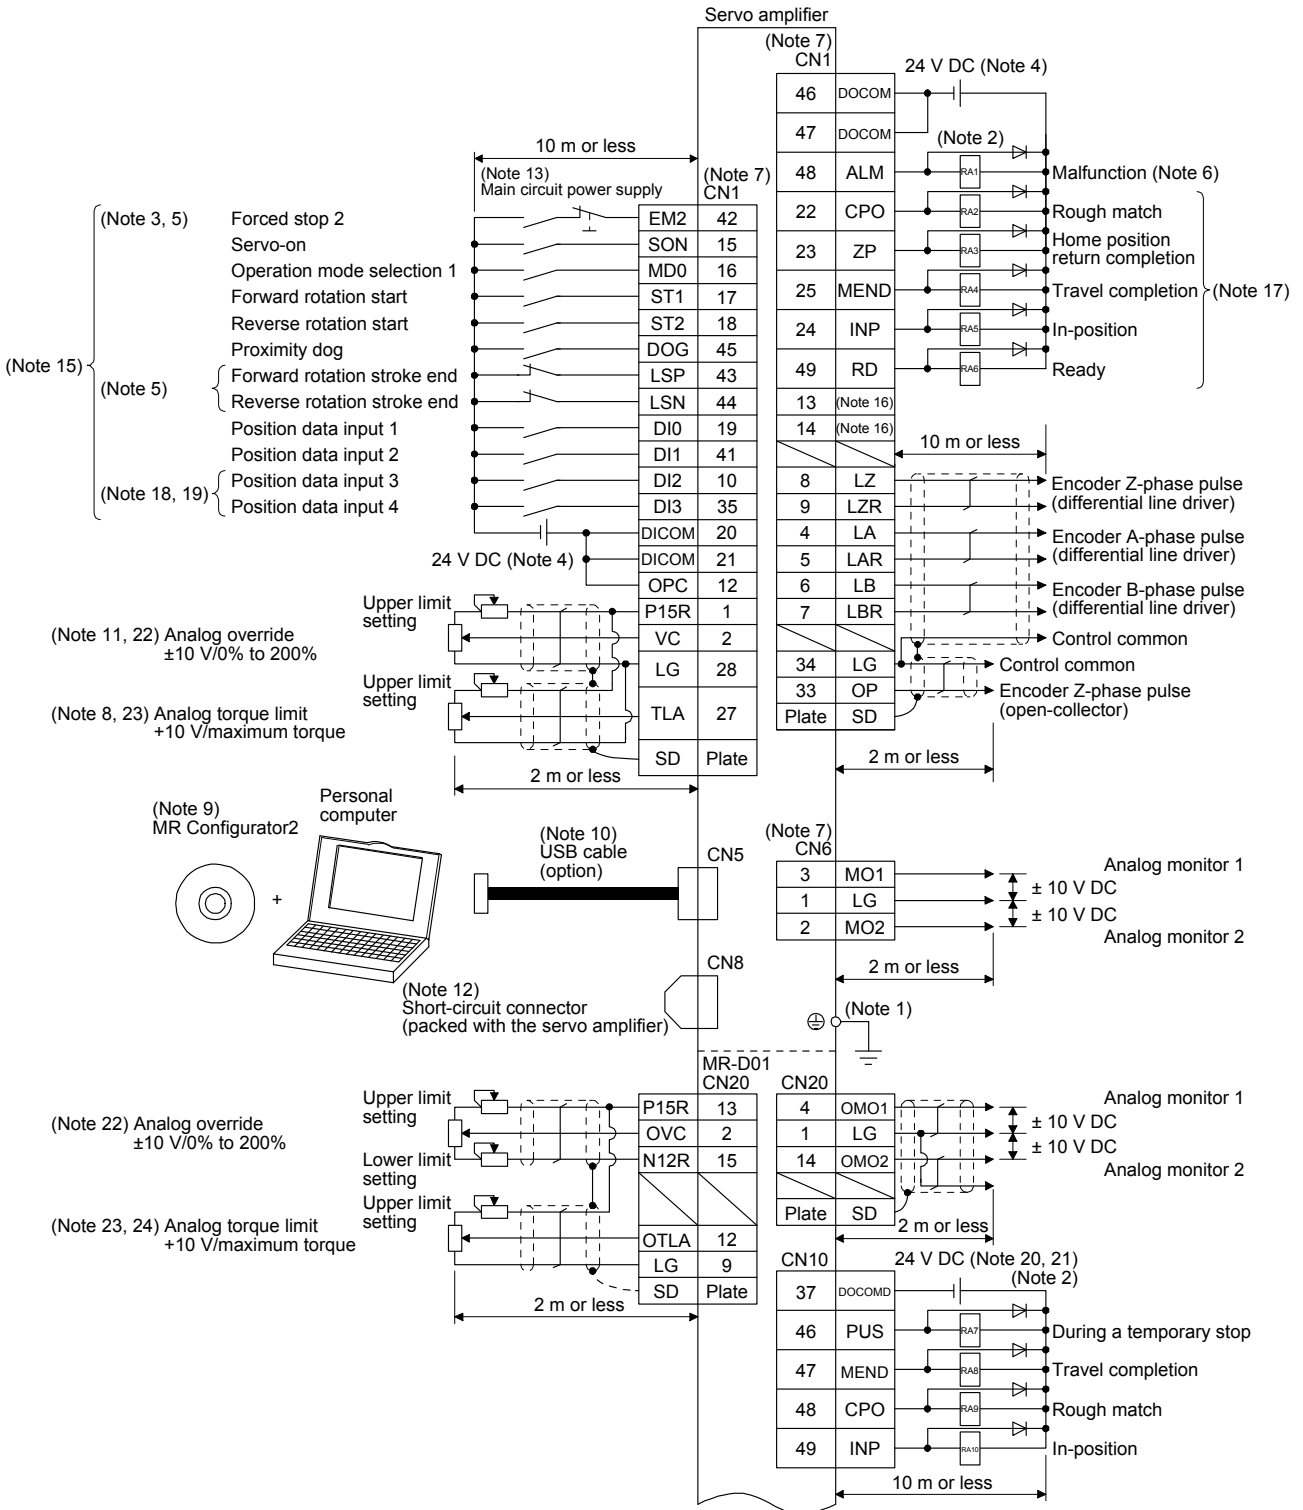 Servo amplifier
(Note 7)
CN1
24 V DC (Note 4)
46 DOCOM
47 DOCOM
(Note 2)
48 ALM RA1 Malfunction (Note 6)
22 CPO RA2 Rough match
23 ZP RA3 Home position
return completion
25 MEND RA4 Travel completion
(Note 17)
24 INP RA5 In-position
49 RD RA6 Ready
13 (Note 16)
14 (Note 16)
10 m or less
8 LZ Encoder Z-phase pulse
9 LZR (differential line driver)
4 LA Encoder A-phase pulse
5 LAR (differential line driver)
6 LB Encoder B-phase pulse
7 LBR (differential line driver)
Control common
34 LG Control common
33 OP Encoder Z-phase pulse
(open-collector)
Plate SD
2 m or less
10 m or less
(Note 13)
Main circuit power supply
(Note 7)
CN1
(Note 15)
(Note 3, 5) Forced stop 2 EM2 42
Servo-on SON 15
Operation mode selection 1 MD0 16
Forward rotation start ST1 17
Reverse rotation start ST2 18
Proximity dog DOG 45
(Note 5)
Forward rotation stroke end LSP 43
Reverse rotation stroke end LSN 44
Position data input 1 DI0 19
Position data input 2 DI1 41
(Note 18, 19)
Position data input 3 DI2 10
Position data input 4 DI3 35
DICOM 20
24 V DC (Note 4) DICOM 21
OPC 12
Upper limit
setting
P15R 1
(Note 11, 22) Analog override
±10 V/0% to 200%
VC 2
LG 28
Upper limit
setting
(Note 8, 23) Analog torque limit
+10 V/maximum torque
TLA 27
SD Plate
2 m or less
(Note 9)
MR Configurator2
+
Personal
computer
(Note 10)
USB cable
(option)
CN5
CN8
(Note 12)
Short-circuit connector
(packed with the servo amplifier)
(Note 7)
CN6
3 MO1 Analog monitor 1
± 10 V DC
1 LG
± 10 V DC
2 MO2 Analog monitor 2
2 m or less
(Note 1)
MR-D01
CN20
Upper limit
setting
P15R 13
(Note 22) Analog override
±10 V/0% to 200%
OVC 2
Lower limit
setting
N12R 15
Upper limit
setting
(Note 23, 24) Analog torque limit
+10 V/maximum torque
OTLA 12
LG 9
SD Plate
2 m or less
CN20
4 OMO1 Analog monitor 1
± 10 V DC
1 LG
± 10 V DC
14 OMO2 Analog monitor 2
Plate SD
2 m or less
CN10
24 V DC (Note 20, 21)
(Note 2)
37 DOCOMD
46 PUS RA7 During a temporary stop
47 MEND RA8 Travel completion
48 CPO RA9 Rough match
49 INP RA10 In-position
10 m or less